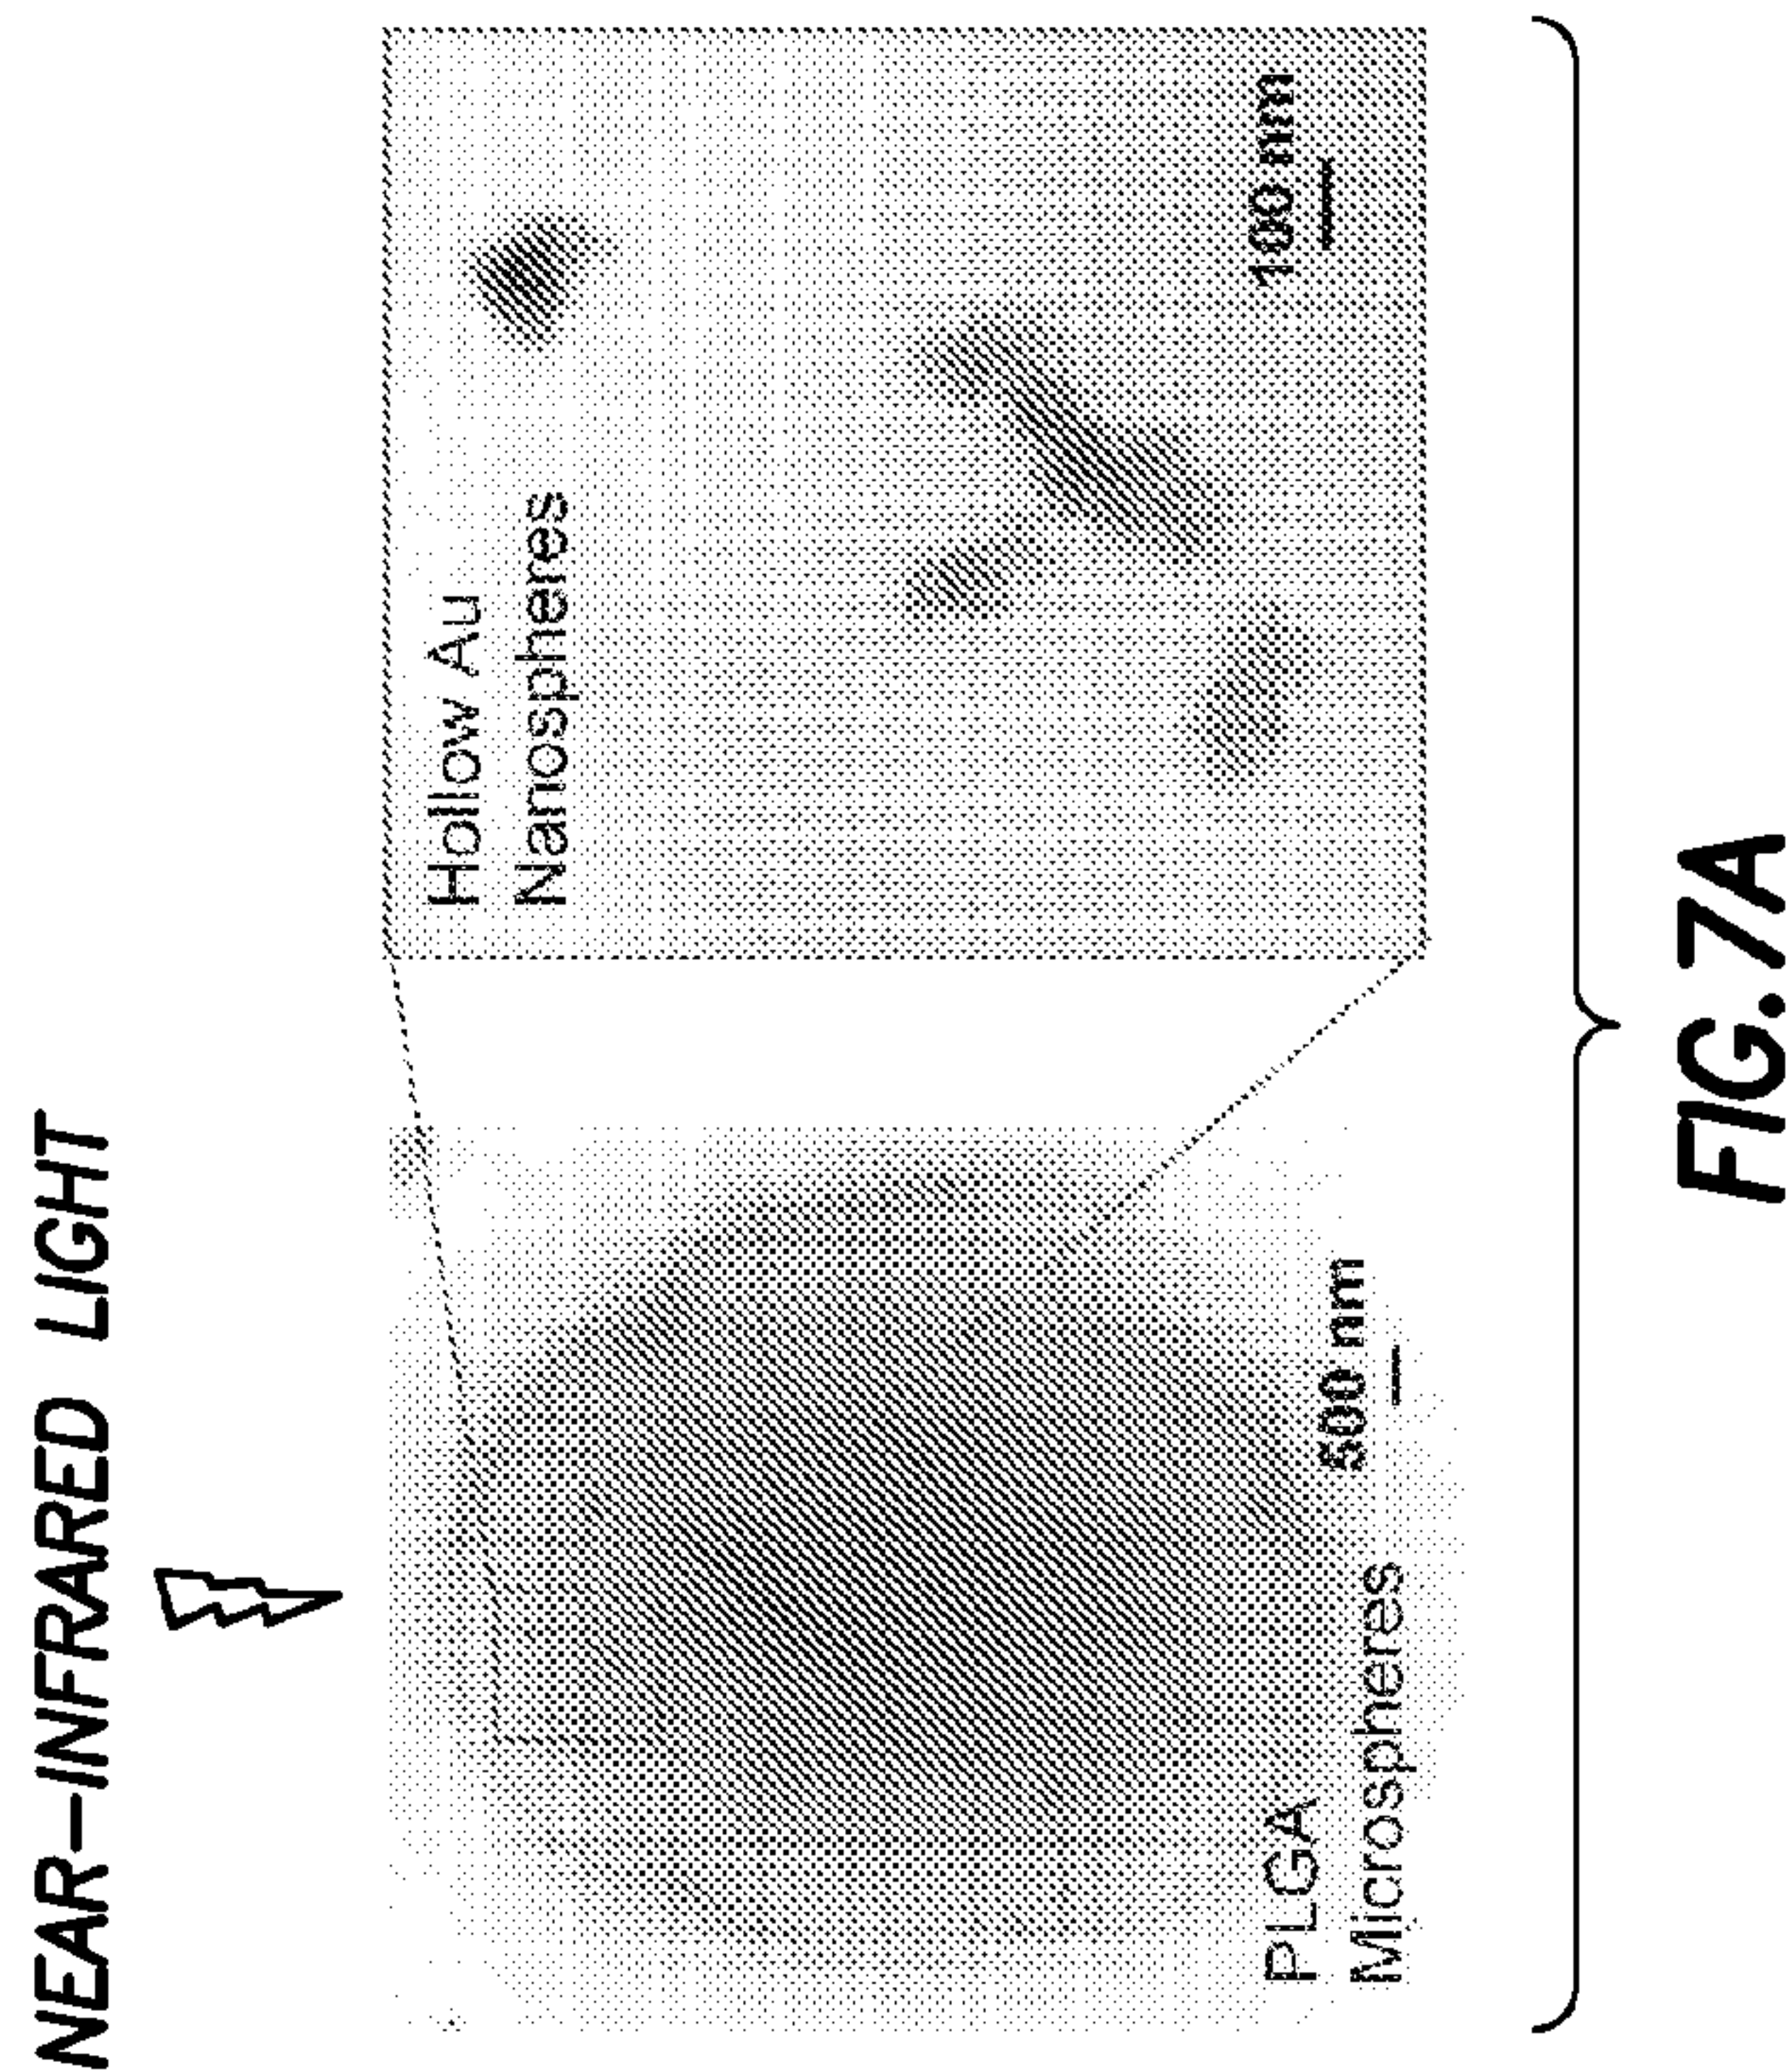 NEAR-INFRARED LIGHT
PLGA
Microspheres
500 nm
Hollow Au
Nanospheres
100 nm
FIG.7A